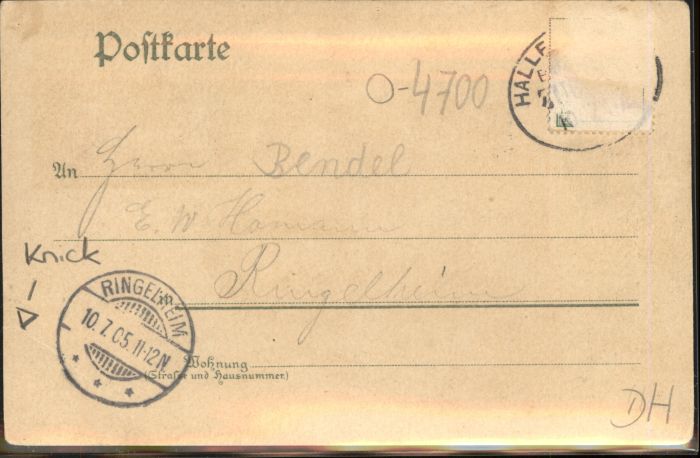 Postkarte
HALLE
O-4700
An Herrn Bendel
E. W. Homann
Knick
Ringelheim
RINGELHEIM
10.7.05.11-12N
Wohnung
(Straße und Hausnummer)
DH